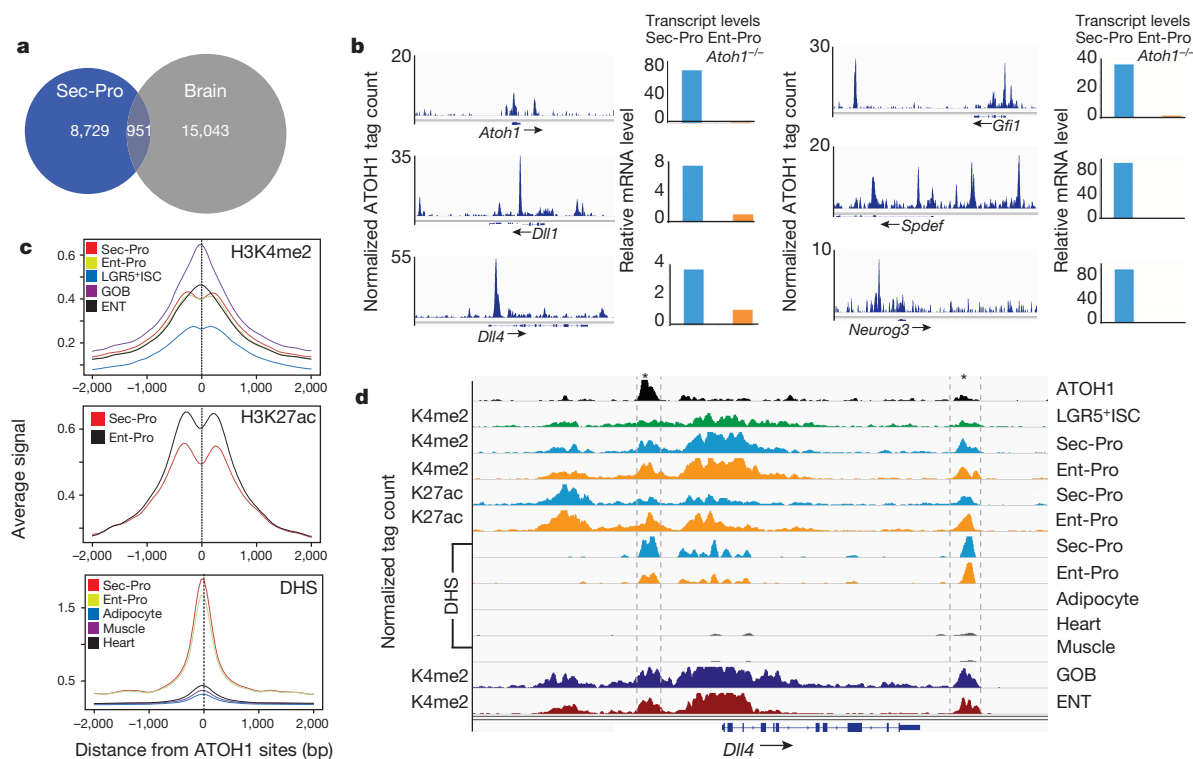 a
Sec-Pro
Brain
8,729
951
15,043
b
Normalized ATOH1 tag count
20
Atoh1 →
35
← Dll1
55
Dll4 →
Transcript levels
Sec-Pro Ent-Pro
Atoh1–/–
Relative mRNA level
80
60
40
20
0
8
4
0
4
2
0
Normalized ATOH1 tag count
30
← Gfi1
20
← Spdef
10
Neurog3 →
Transcript levels
Sec-Pro Ent-Pro
Atoh1–/–
Relative mRNA level
40
20
0
80
40
0
80
40
0
c
Average signal
H3K4me2
Sec-Pro
Ent-Pro
LGR5+ISC
GOB
ENT
0.6
0.4
0.2
–2,000 –1,000 0 1,000 2,000
H3K27ac
Sec-Pro
Ent-Pro
0.6
0.4
–2,000 –1,000 0 1,000 2,000
DHS
Sec-Pro
Ent-Pro
Adipocyte
Muscle
Heart
1.5
0.5
–2,000 –1,000 0 1,000 2,000
Distance from ATOH1 sites (bp)
d
Normalized tag count
* *
ATOH1
K4me2 LGR5+ISC
K4me2 Sec-Pro
K4me2 Ent-Pro
K27ac Sec-Pro
K27ac Ent-Pro
DHS
Sec-Pro
Ent-Pro
Adipocyte
Heart
Muscle
K4me2 GOB
K4me2 ENT
Dll4 →